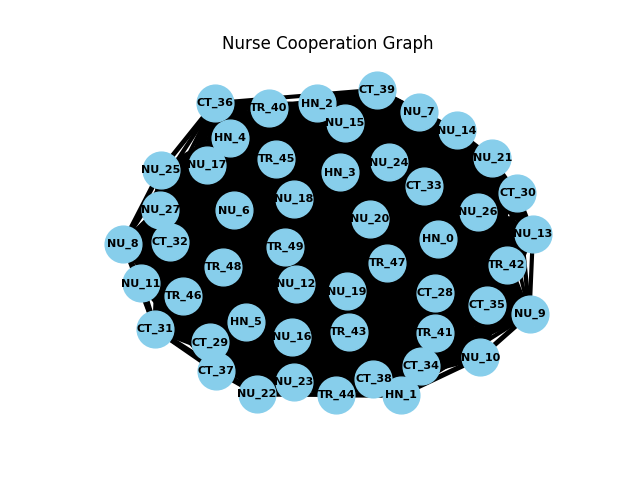 Nurse Cooperation Graph
CT_39
CT_36
HN_2
TR_40
NU_7
NU_15
NU_14
HN_4
NU_21
TR_45
NU_24
NU_17
NU_25
HN_3
CT_33
CT_30
NU_18
NU_27
NU_6
NU_26
NU_20
NU_13
HN_0
CT_32
NU_8
TR_49
TR_47
TR_42
TR_48
NU_11
NU_12
NU_19
CT_28
TR_46
CT_35
NU_9
HN_5
CT_31
TR_43
TR_41
NU_16
CT_29
NU_10
CT_34
CT_37
CT_38
NU_23
NU_22
TR_44
HN_1